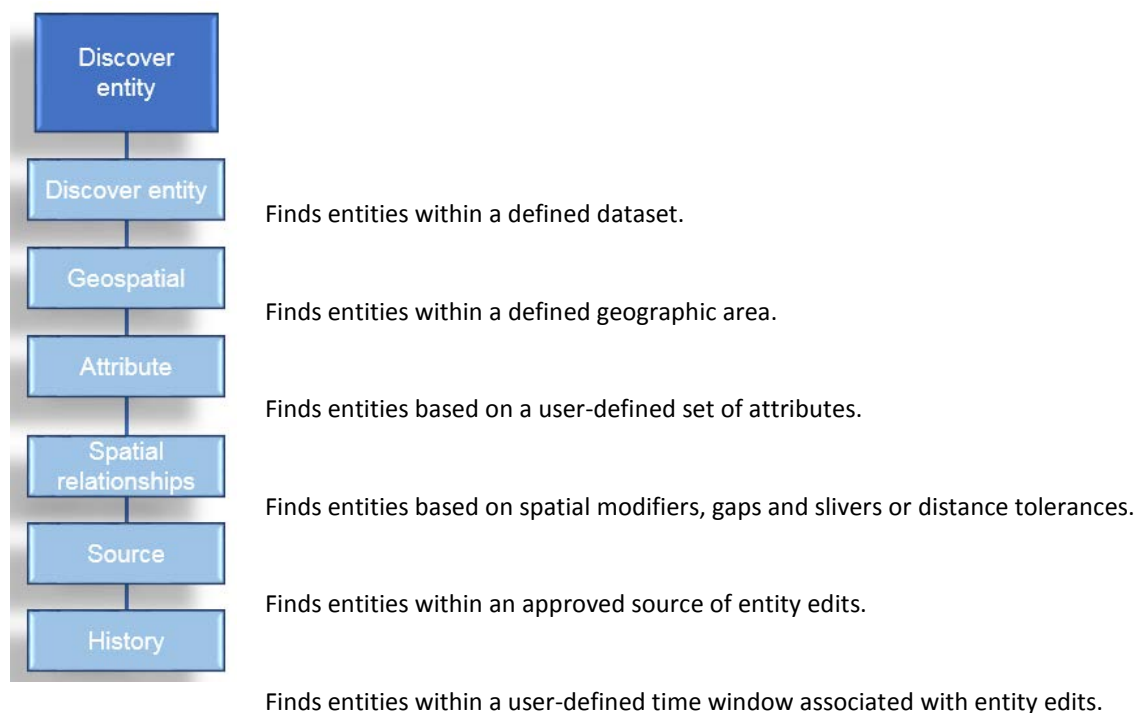 Discover
entity
Discover entity
Finds entities within a defined dataset.
Geospatial
Finds entities within a defined geographic area.
Attribute
Finds entities based on a user-defined set of attributes.
Spatial
relationships
Finds entities based on spatial modifiers, gaps and slivers or distance tolerances.
Source
Finds entities within an approved source of entity edits.
History
Finds entities within a user-defined time window associated with entity edits.